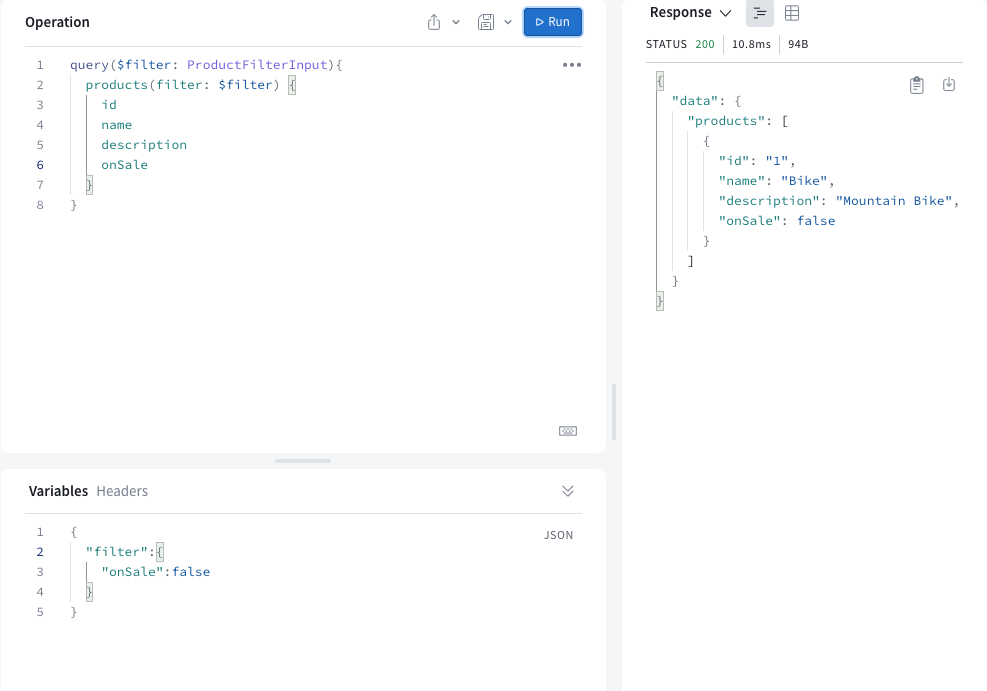 Operation
Run
1 query($filter: ProductFilterInput){
2 products(filter: $filter) {
3 id
4 name
5 description
6 onSale
7 }
8 }
Variables Headers
JSON
1 {
2 "filter":{
3 "onSale":false
4 }
5 }
Response
STATUS 200 10.8ms 94B
{
"data": {
"products": [
{
"id": "1",
"name": "Bike",
"description": "Mountain Bike",
"onSale": false
}
]
}
}